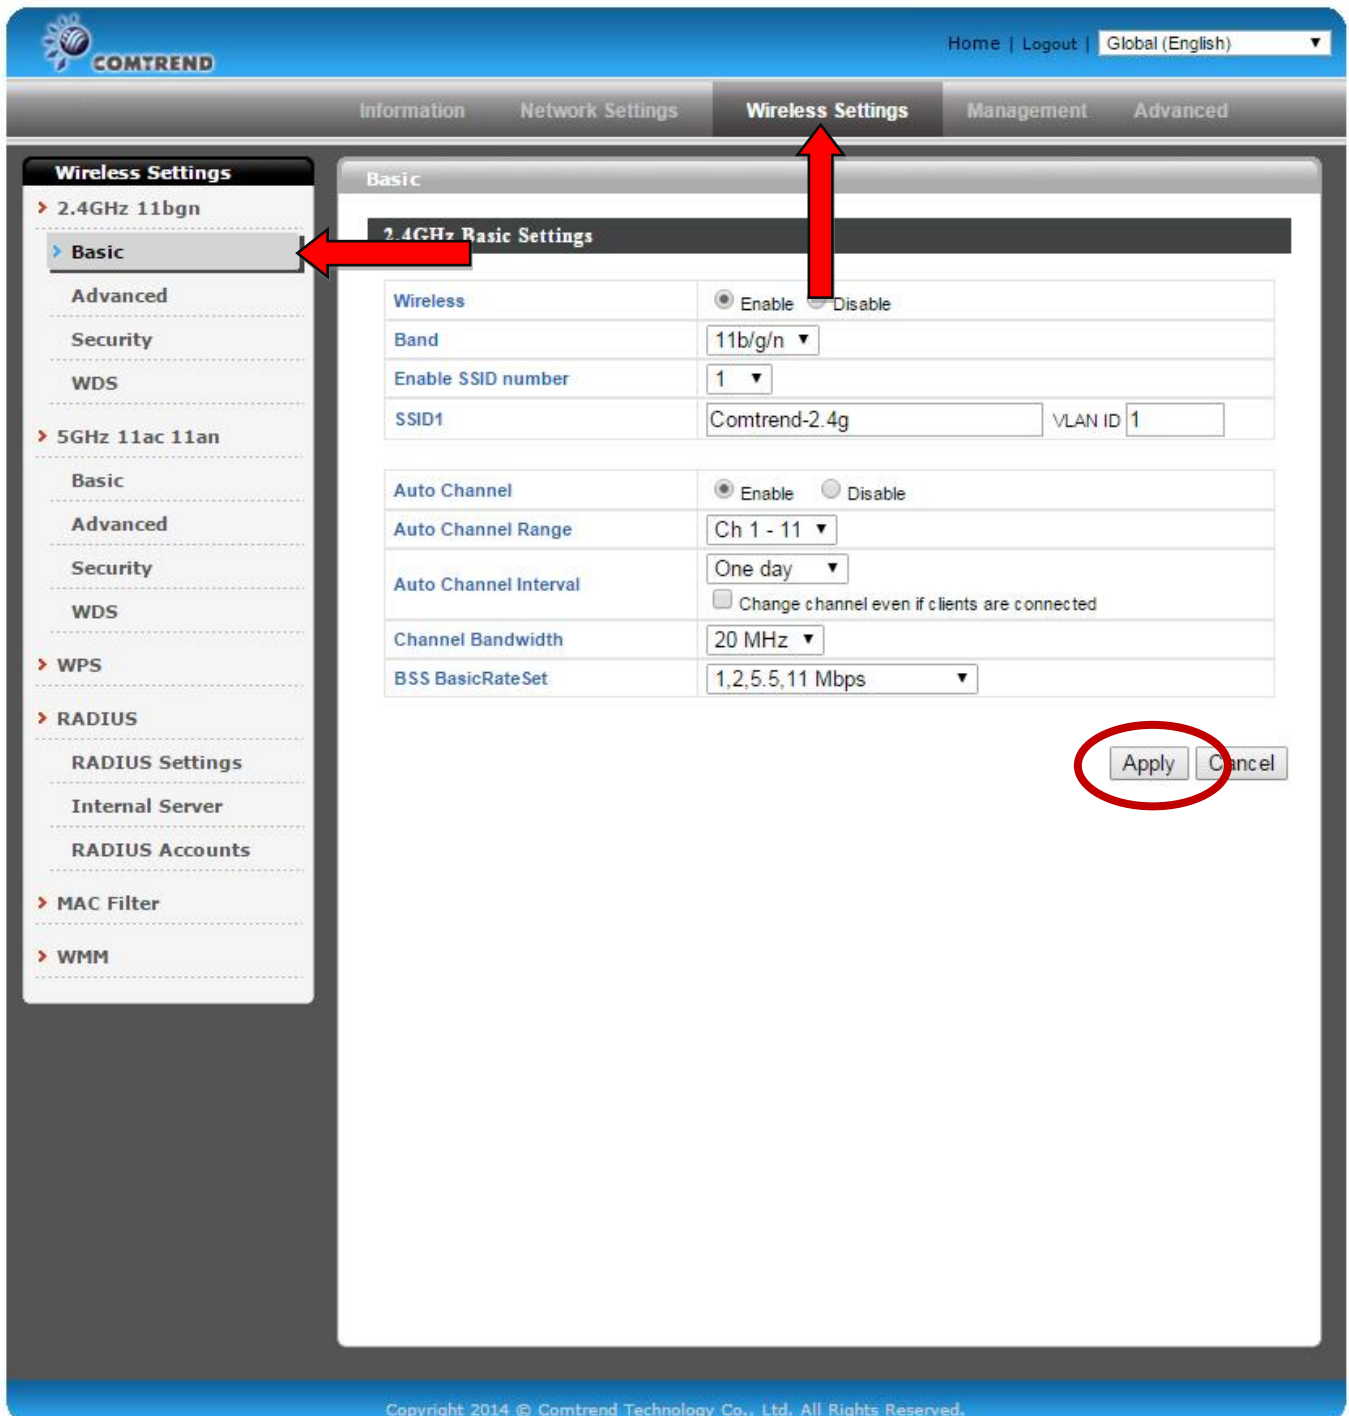 COMTREND
Home | Logout | Global (English)
Information Network Settings Wireless Settings Management Advanced
Wireless Settings
2.4GHz 11bgn
Basic
Advanced
Security
WDS
5GHz 11ac 11an
Basic
Advanced
Security
WDS
WPS
RADIUS
RADIUS Settings
Internal Server
RADIUS Accounts
MAC Filter
WMM
Basic
2.4GHz Basic Settings
Wireless Enable Disable
Band 11b/g/n
Enable SSID number 1
SSID1 Comtrend-2.4g VLAN ID 1
Auto Channel Enable Disable
Auto Channel Range Ch 1 - 11
Auto Channel Interval One day
Change channel even if clients are connected
Channel Bandwidth 20 MHz
BSS BasicRateSet 1,2,5.5,11 Mbps
Apply Cancel
Copyright 2014 © Comtrend Technology Co., Ltd. All Rights Reserved.